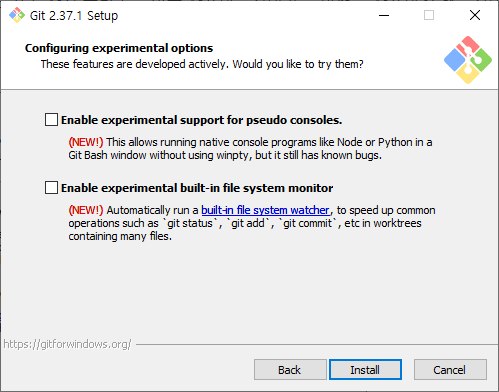 Git 2.37.1 Setup
Configuring experimental options
These features are developed actively. Would you like to try them?
Enable experimental support for pseudo consoles.
(NEW!) This allows running native console programs like Node or Python in a
Git Bash window without using winpty, but it still has known bugs.
Enable experimental built-in file system monitor
(NEW!) Automatically run a built-in file system watcher, to speed up common
operations such as `git status`, `git add`, `git commit`, etc in worktrees
containing many files.
https://gitforwindows.org/
Back
Install
Cancel